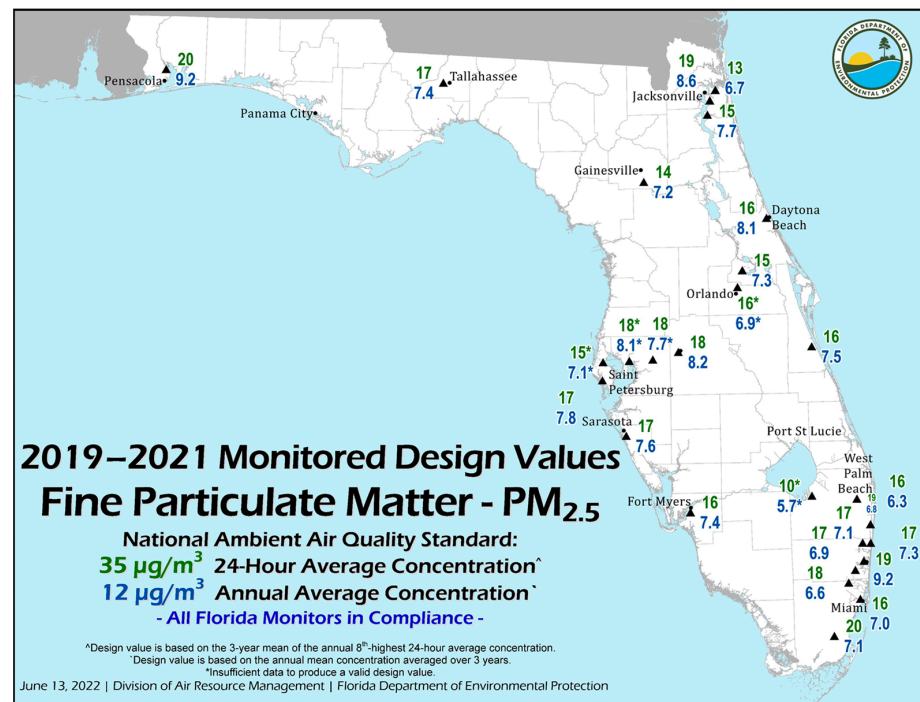 FLORIDA DEPARTMENT OF
ENVIRONMENTAL PROTECTION
20
9.2
Pensacola
17
7.4
Tallahassee
Panama City
19
8.6
13
6.7
Jacksonville
15
7.7
Gainesville
14
7.2
16
8.1
Daytona
Beach
15
7.3
Orlando
16*
6.9*
18*
8.1*
18
7.7*
18
8.2
16
7.5
15*
7.1*
Saint
Petersburg
17
7.8
Sarasota
17
7.6
Port St Lucie
West
Palm
Beach
10*
5.7*
16
6.3
19
6.8
Fort Myers
16
7.4
17
7.1
17
7.3
17
6.9
19
9.2
18
6.6
Miami
16
7.0
20
7.1
2019–2021 Monitored Design Values
Fine Particulate Matter - PM2.5
National Ambient Air Quality Standard:
35 µg/m³ 24-Hour Average Concentration^
12 µg/m³ Annual Average Concentration`
- All Florida Monitors in Compliance -
^Design value is based on the 3-year mean of the annual 8th-highest 24-hour average concentration.
`Design value is based on the annual mean concentration averaged over 3 years.
*Insufficient data to produce a valid design value.
June 13, 2022 | Division of Air Resource Management | Florida Department of Environmental Protection